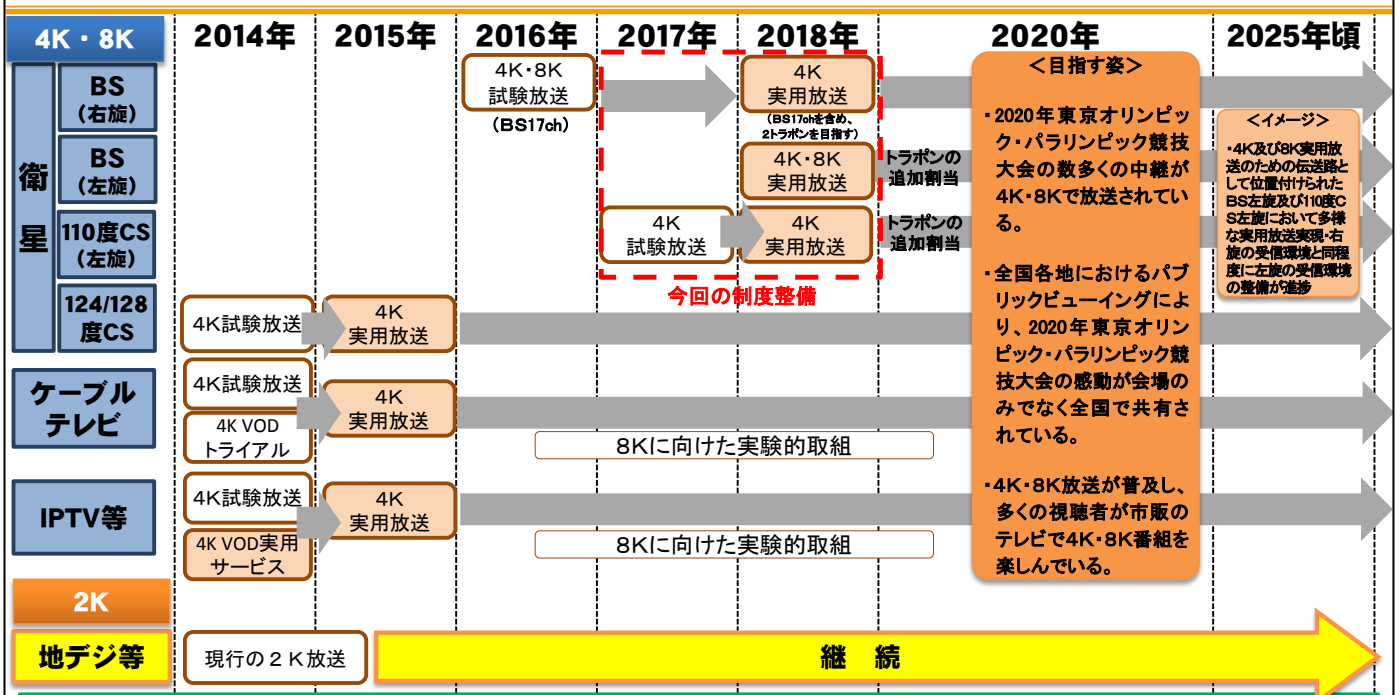 4K・8K
2014年
2015年
2016年
2017年
2018年
2020年
2025年頃
衛星
BS
(右旋)
4K・8K
試験放送
(BS17ch)
4K
実用放送
(BS17chを含め、
2トラポンを目指す)
BS
(左旋)
4K・8K
実用放送
トラポンの
追加割当
110度CS
(左旋)
4K
試験放送
4K
実用放送
トラポンの
追加割当
今回の制度整備
124/128
度CS
4K試験放送
4K
実用放送
ケーブル
テレビ
4K試験放送
4K VOD
トライアル
4K
実用放送
8Kに向けた実験的取組
IPTV等
4K試験放送
4K VOD実用
サービス
4K
実用放送
8Kに向けた実験的取組
＜目指す姿＞
・2020年東京オリンピッ
ク・パラリンピック競技
大会の数多くの中継が
4K・8Kで放送されてい
る。
・全国各地におけるパブ
リックビューイングによ
り、2020年東京オリン
ピック・パラリンピック競
技大会の感動が会場の
みでなく全国で共有さ
れている。
・4K・8K放送が普及し、
多くの視聴者が市販の
テレビで4K・8K番組を
楽しんでいる。
＜イメージ＞
・4K及び8K実用放
送のための伝送路と
して位置付けられた
BS左旋及び110度C
S左旋において多様
な実用放送実現・右
旋の受信環境と同程
度に左旋の受信環境
の整備が進捗
2K
地デジ等
現行の２Ｋ放送
継　続